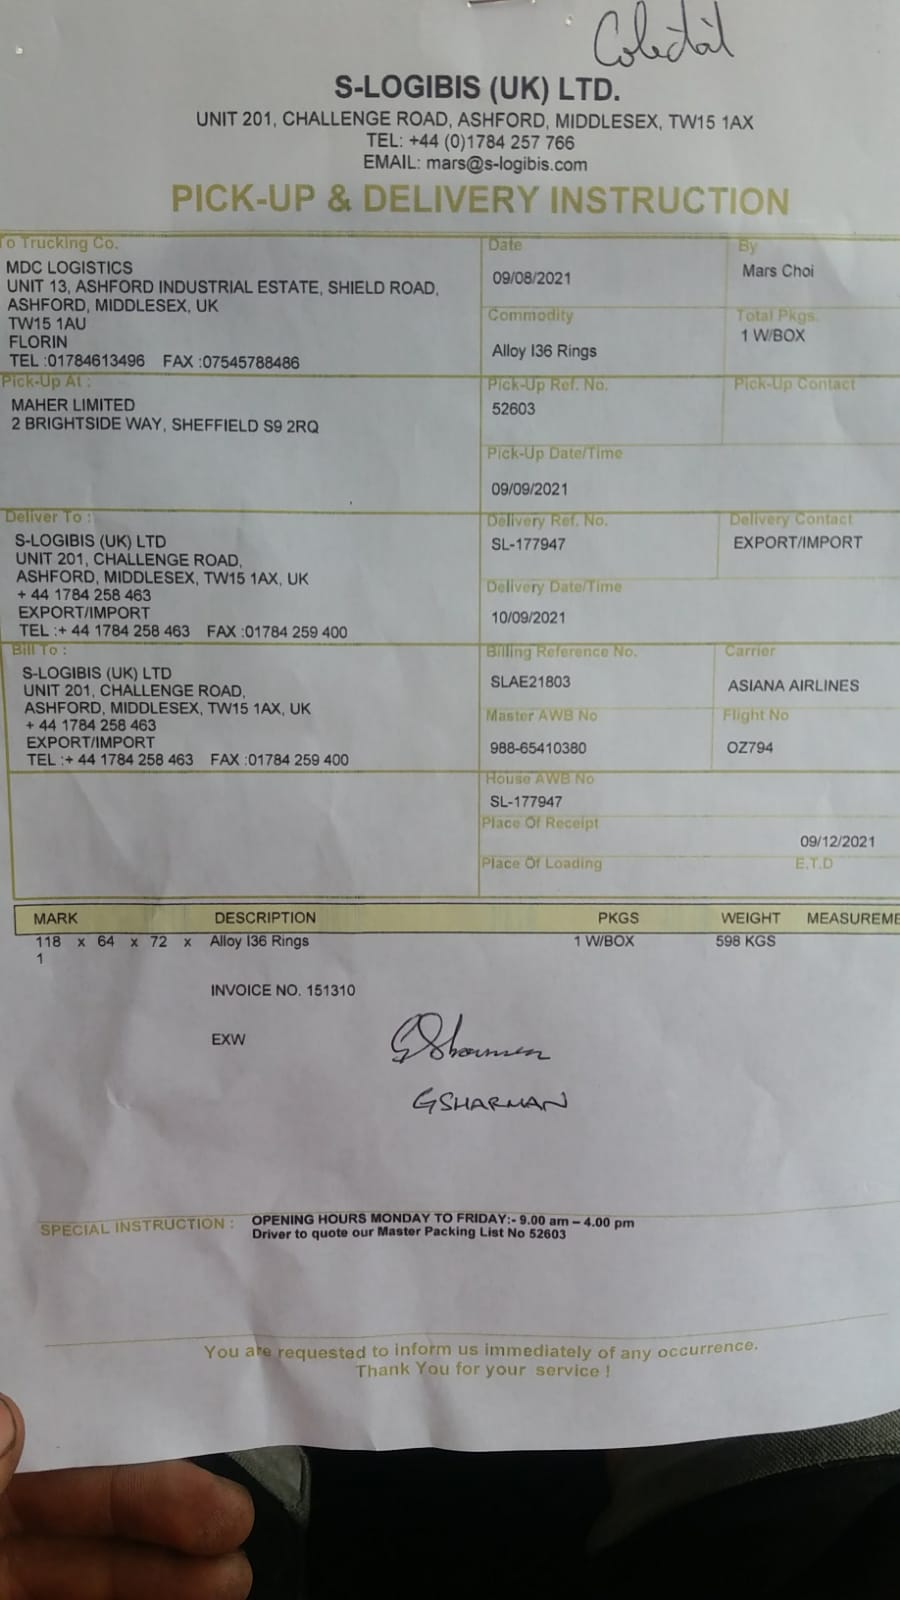 S-LOGIBIS (UK) LTD.
UNIT 201, CHALLENGE ROAD, ASHFORD, MIDDLESEX, TW15 1AX
TEL: +44 (0)1784 257 766
EMAIL: mars@s-logibis.com
PICK-UP & DELIVERY INSTRUCTION
To Trucking Co.
MDC LOGISTICS
UNIT 13, ASHFORD INDUSTRIAL ESTATE, SHIELD ROAD,
ASHFORD, MIDDLESEX, UK
TW15 1AU
FLORIN
TEL :01784613496 FAX :07545788486
Date
09/08/2021
By
Mars Choi
Commodity
Alloy I36 Rings
Total Pkgs.
1 W/BOX
Pick-Up At :
MAHER LIMITED
2 BRIGHTSIDE WAY, SHEFFIELD S9 2RQ
Pick-Up Ref. No.
52603
Pick-Up Contact
Pick-Up Date/Time
09/09/2021
Deliver To :
S-LOGIBIS (UK) LTD
UNIT 201, CHALLENGE ROAD,
ASHFORD, MIDDLESEX, TW15 1AX, UK
+ 44 1784 258 463
EXPORT/IMPORT
TEL :+ 44 1784 258 463 FAX :01784 259 400
Delivery Ref. No.
SL-177947
Delivery Contact
EXPORT/IMPORT
Delivery Date/Time
10/09/2021
Bill To :
S-LOGIBIS (UK) LTD
UNIT 201, CHALLENGE ROAD,
ASHFORD, MIDDLESEX, TW15 1AX, UK
+ 44 1784 258 463
EXPORT/IMPORT
TEL :+ 44 1784 258 463 FAX :01784 259 400
Billing Reference No.
SLAE21803
Carrier
ASIANA AIRLINES
Master AWB No
988-65410380
Flight No
OZ794
House AWB No
SL-177947
Place Of Receipt
09/12/2021
Place Of Loading E.T.D
MARK DESCRIPTION PKGS WEIGHT MEASUREME
118 x 64 x 72 x Alloy I36 Rings 1 W/BOX 598 KGS
1
INVOICE NO. 151310
EXW
GSHARMAN
SPECIAL INSTRUCTION : OPENING HOURS MONDAY TO FRIDAY:- 9.00 am – 4.00 pm
Driver to quote our Master Packing List No 52603
You are requested to inform us immediately of any occurrence.
Thank You for your service !